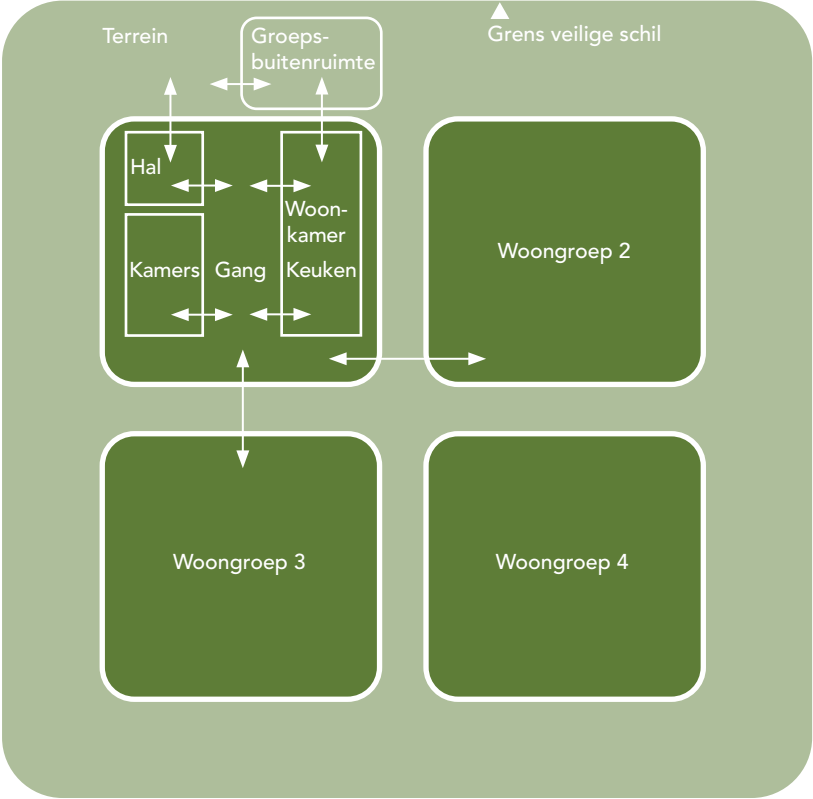 Terrein
Groeps-
buitenruimte
Grens veilige schil
Hal
Woon-
kamer
Kamers
Gang
Keuken
Woongroep 2
Woongroep 3
Woongroep 4